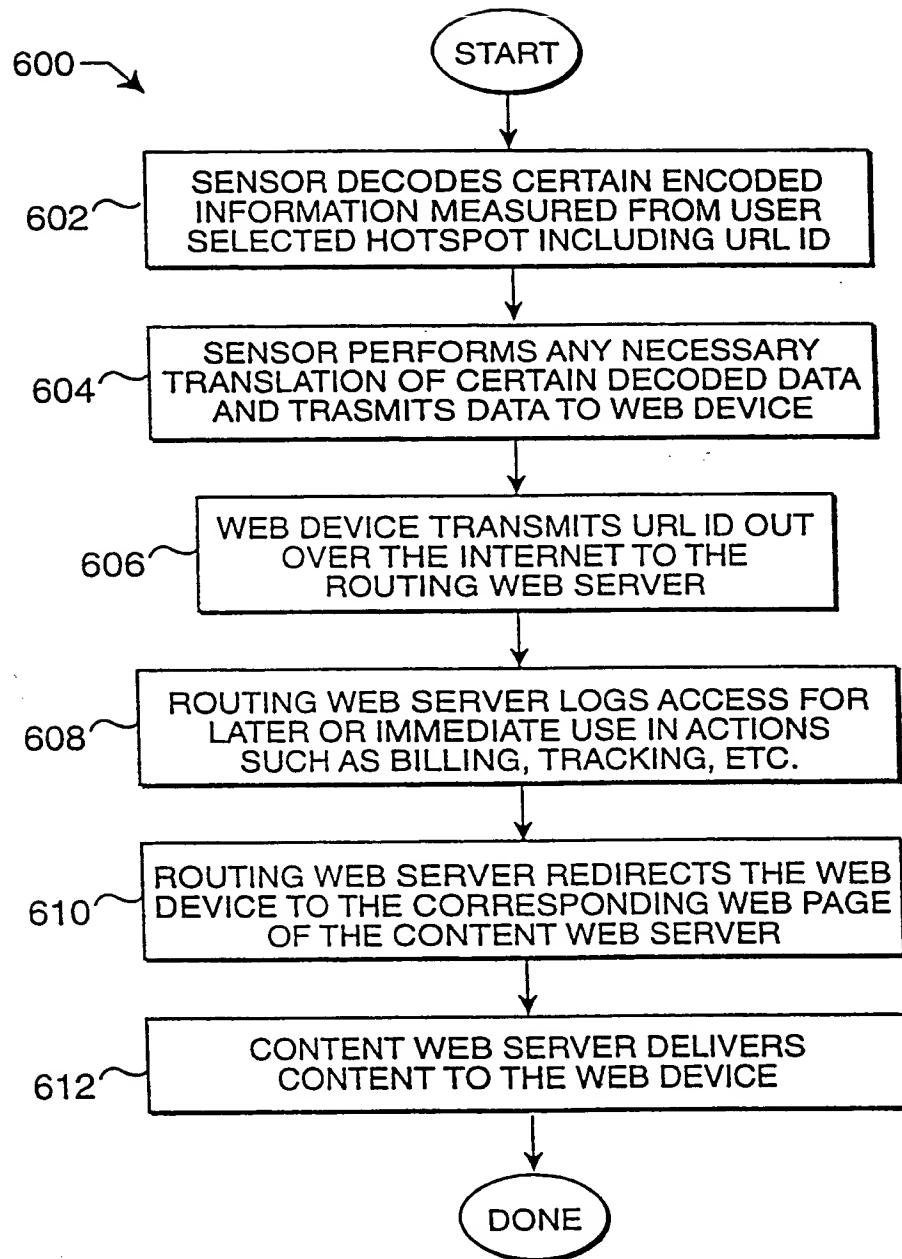 600
START
602
SENSOR DECODES CERTAIN ENCODED
INFORMATION MEASURED FROM USER
SELECTED HOTSPOT INCLUDING URL ID
604
SENSOR PERFORMS ANY NECESSARY
TRANSLATION OF CERTAIN DECODED DATA
AND TRASMITS DATA TO WEB DEVICE
606
WEB DEVICE TRANSMITS URL ID OUT
OVER THE INTERNET TO THE
ROUTING WEB SERVER
608
ROUTING WEB SERVER LOGS ACCESS FOR
LATER OR IMMEDIATE USE IN ACTIONS
SUCH AS BILLING, TRACKING, ETC.
610
ROUTING WEB SERVER REDIRECTS THE WEB
DEVICE TO THE CORRESPONDING WEB PAGE
OF THE CONTENT WEB SERVER
612
CONTENT WEB SERVER DELIVERS
CONTENT TO THE WEB DEVICE
DONE